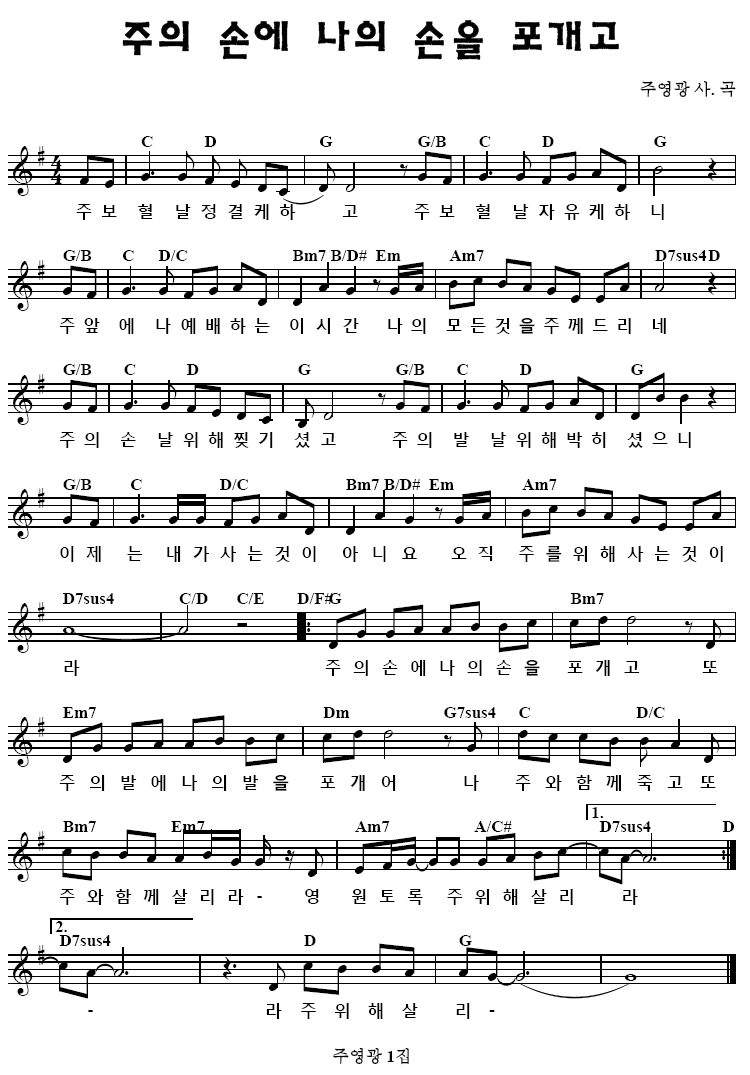 주의 손에 나의 손을 포개고
주영광 사. 곡
C D G G/B C D G
4 4
주보 혈 날정결케하 고 주보 혈 날자유케하 니
G/B C D/C Bm7 B/D# Em Am7 D7sus4 D
주앞 에 나예배하는 이시간 나의 모든것을주께드리 네
G/B C D G G/B C D G
주의 손 날위해찢기 셨고 주의 발 날위해박히 셨으니
G/B C D/C Bm7 B/D# Em Am7
이제 는 내가사는것이 아니요 오직 주를위해사는것이
D7sus4 C/D C/E D/F# G Bm7
라 주의손에나의손을 포개고 또
Em7 Dm G7sus4 C D/C
주의발에나의발을 포개어 나 주와함께죽고또
1.
Bm7 Em7 Am7 A/C# D7sus4 D
주와함께살리라- 영 원토록 주위해살리 라
2.
D7sus4 D G
- 라주위해살 리-
주영광 1집